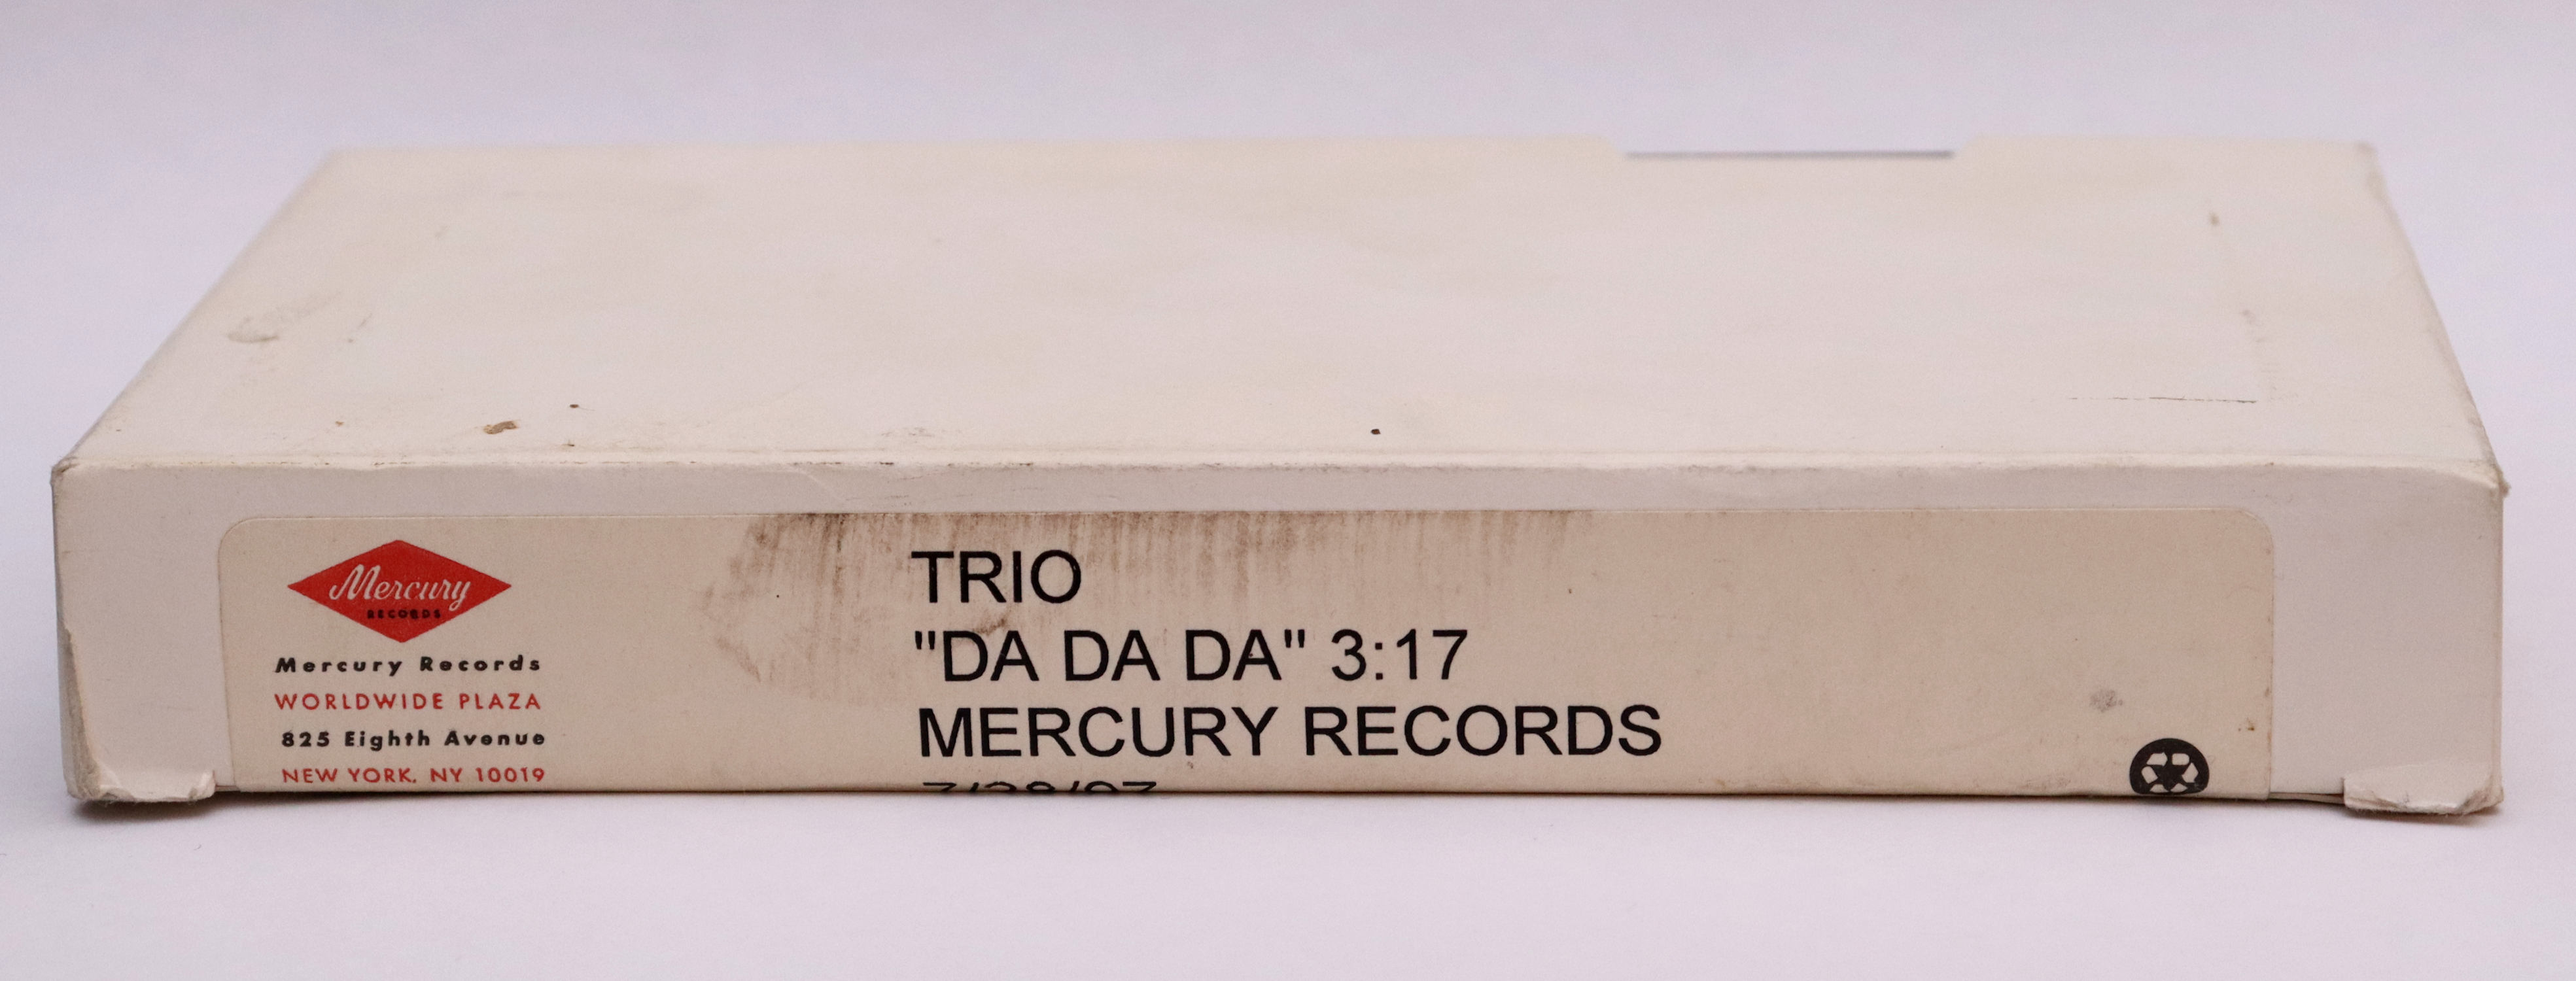 Mercury
RECORDS
Mercury Records
WORLDWIDE PLAZA
825 Eighth Avenue
NEW YORK, NY 10019
TRIO
"DA DA DA" 3:17
MERCURY RECORDS